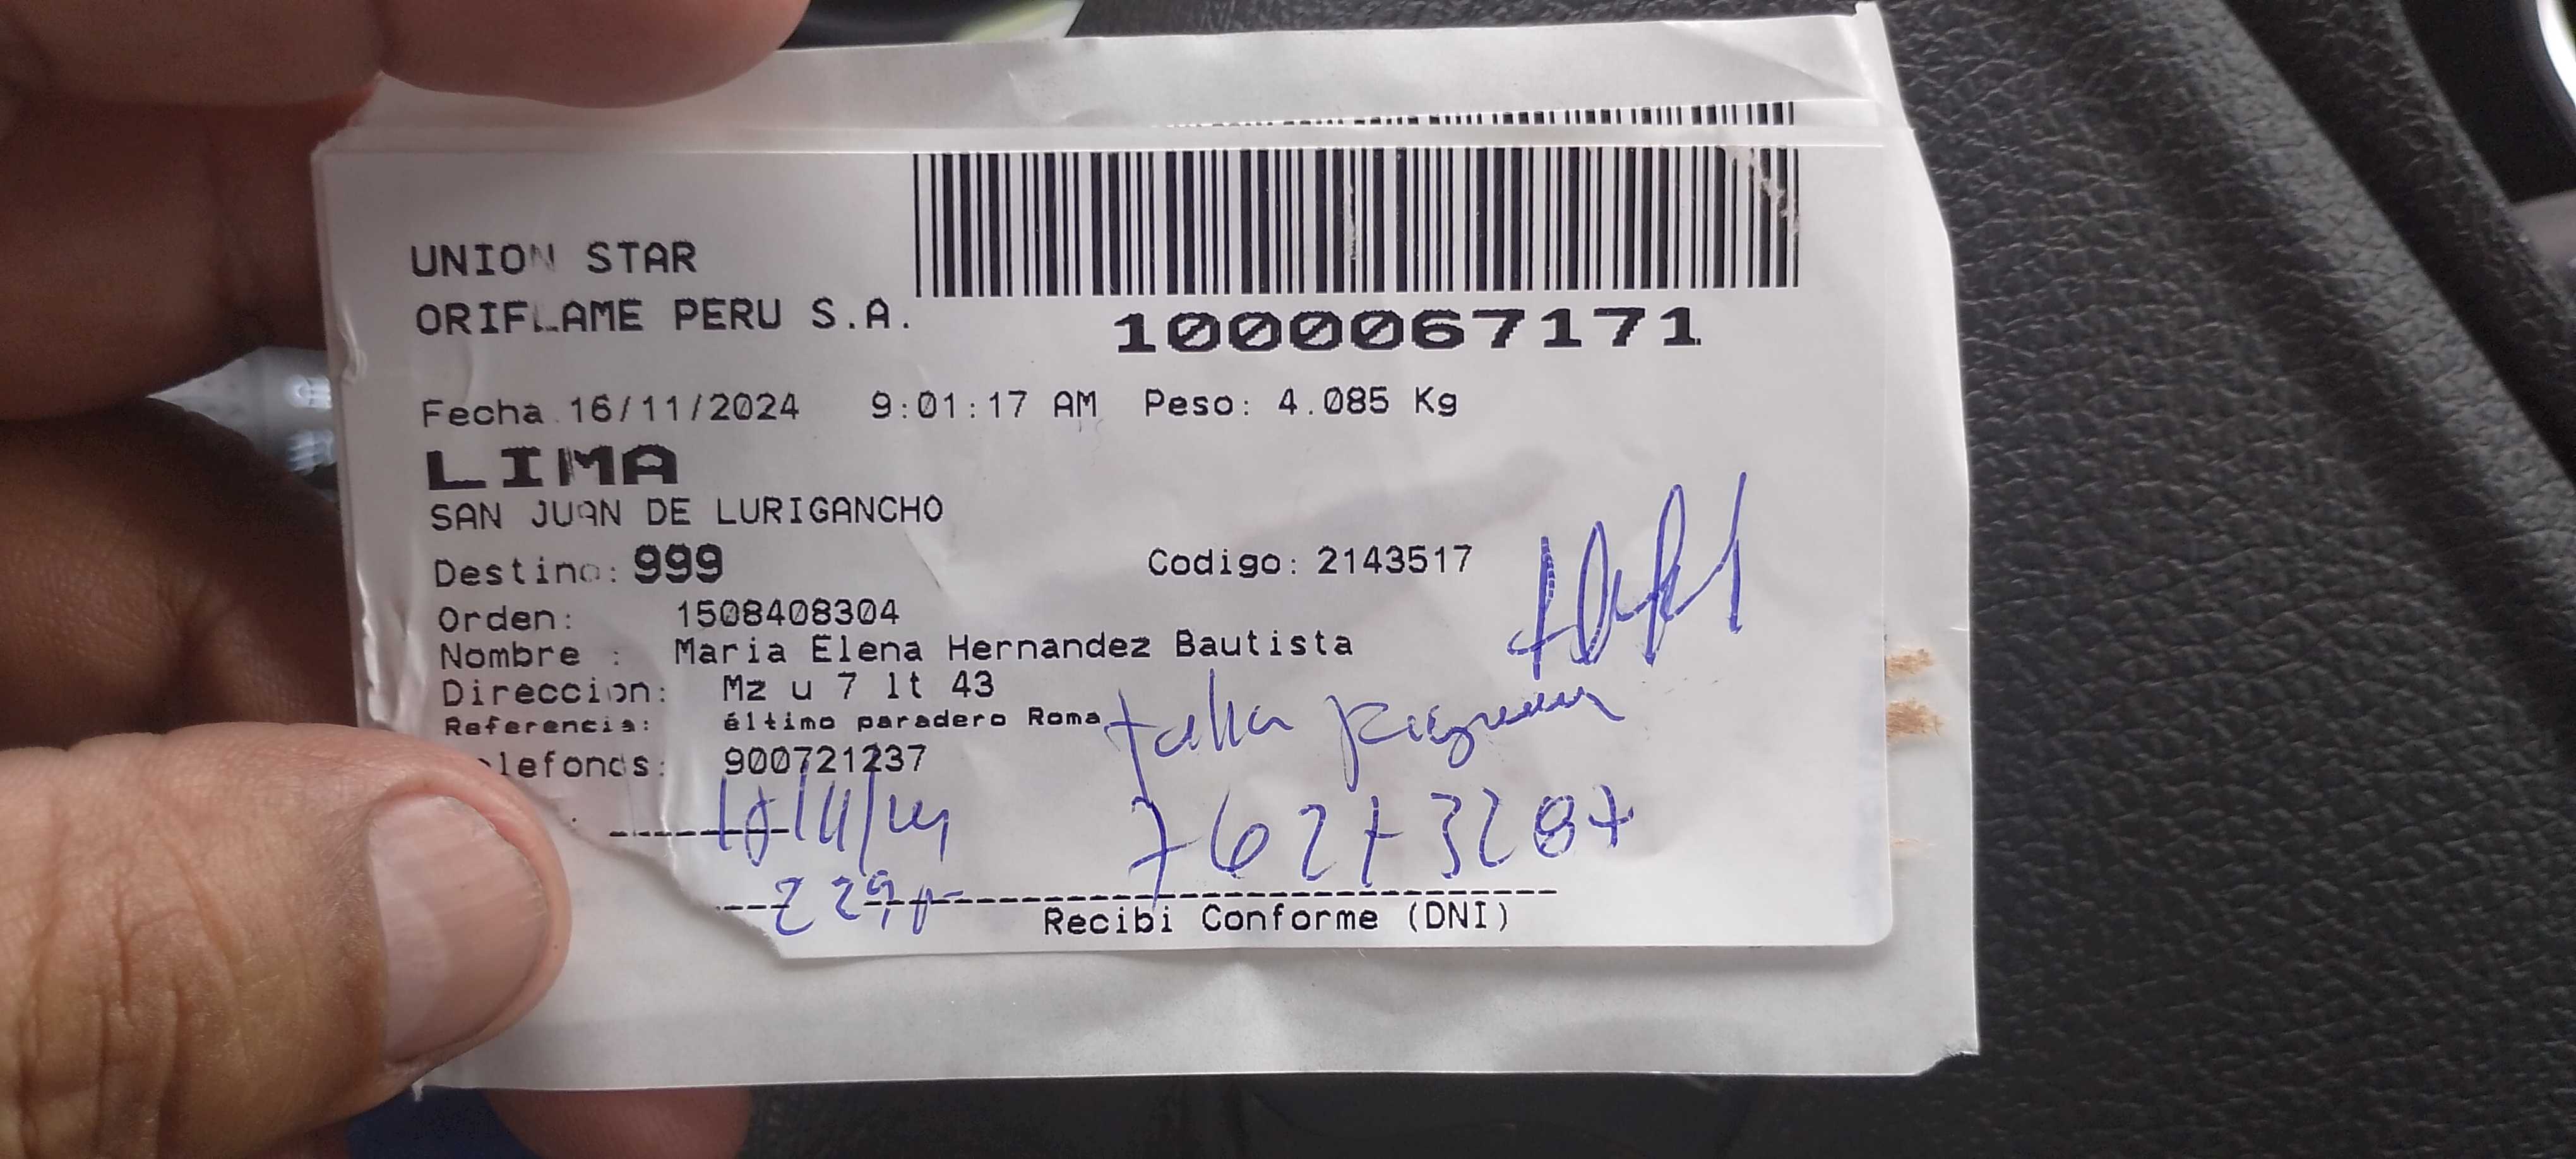 UNION STAR
ORIFLAME PERU S.A.
1000067171
Fecha 16/11/2024 9:01:17 AM Peso: 4.085 Kg
LIMA
SAN JUAN DE LURIGANCHO
Destino: 999 Codigo: 2143517
Orden: 1508408304
Nombre : Maria Elena Hernandez Bautista
Direccion: Mz u 7 lt 43
Referencia: éltimo paradero Roma
lefonos: 900721237
Recibi Conforme (DNI)